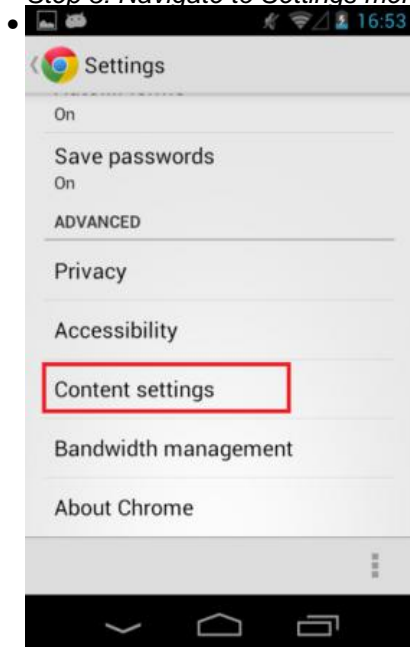 Step 3: Navigate to Settings menu
16:53
Settings
On
Save passwords
On
ADVANCED
Privacy
Accessibility
Content settings
Bandwidth management
About Chrome